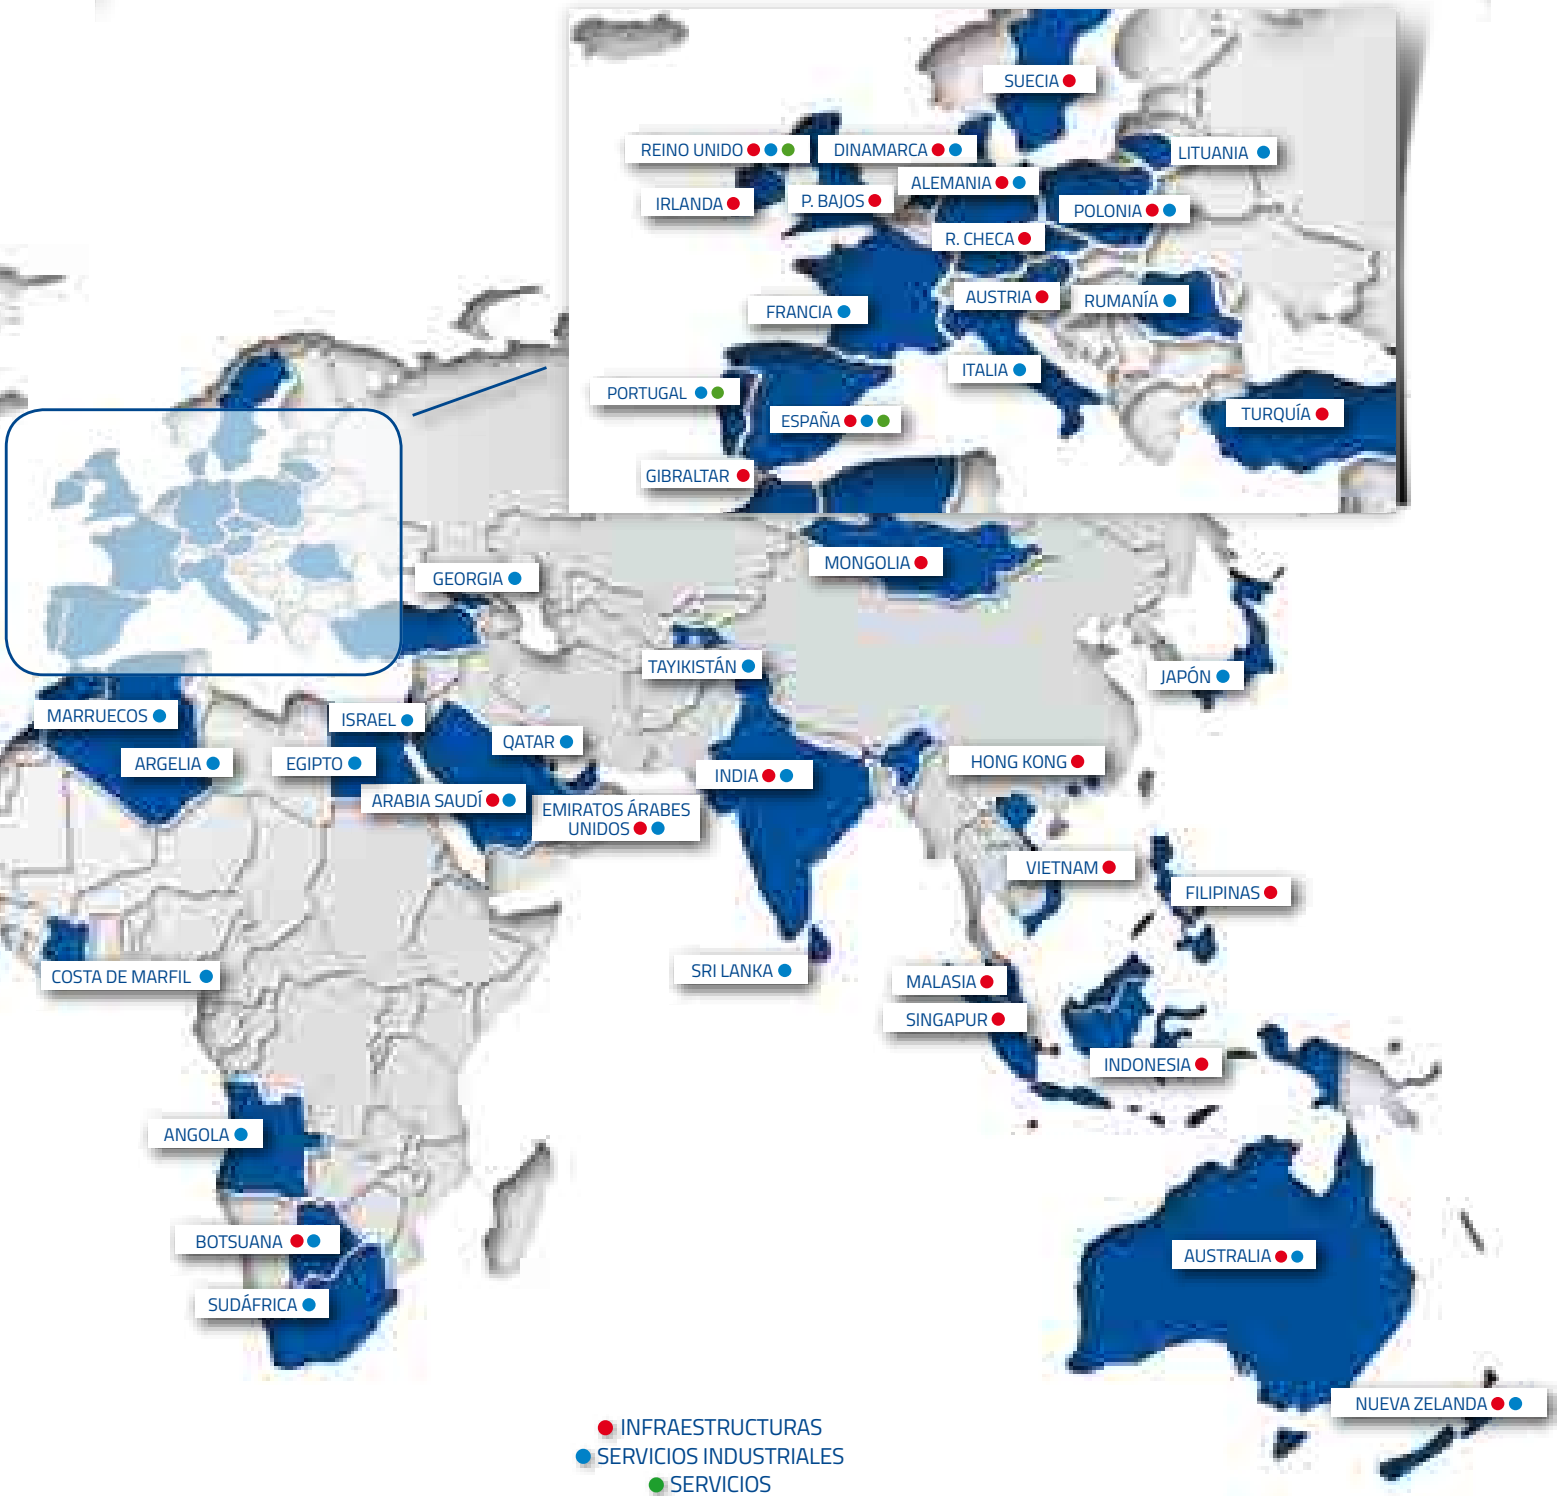 SUECIA
REINO UNIDO
DINAMARCA
LITUANIA
ALEMANIA
IRLANDA
P. BAJOS
POLONIA
R. CHECA
AUSTRIA
RUMANÍA
FRANCIA
ITALIA
PORTUGAL
ESPAÑA
TURQUÍA
GIBRALTAR
MONGOLIA
GEORGIA
TAYIKISTÁN
JAPÓN
MARRUECOS
ISRAEL
QATAR
ARGELIA
EGIPTO
HONG KONG
INDIA
ARABIA SAUDÍ
EMIRATOS ÁRABES
UNIDOS
VIETNAM
FILIPINAS
COSTA DE MARFIL
SRI LANKA
MALASIA
SINGAPUR
INDONESIA
ANGOLA
BOTSUANA
AUSTRALIA
SUDÁFRICA
NUEVA ZELANDA
INFRAESTRUCTURAS
SERVICIOS INDUSTRIALES
SERVICIOS